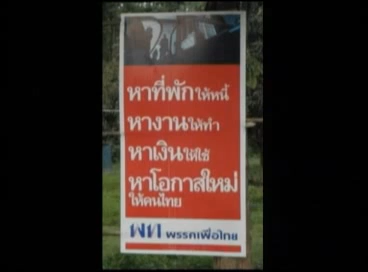 หาที่พักให้หนี้
หางานให้ทำ
หาเงินให้ใช้
หาโอกาสใหม่
ให้คนไทย
พท พรรคเพื่อไทย